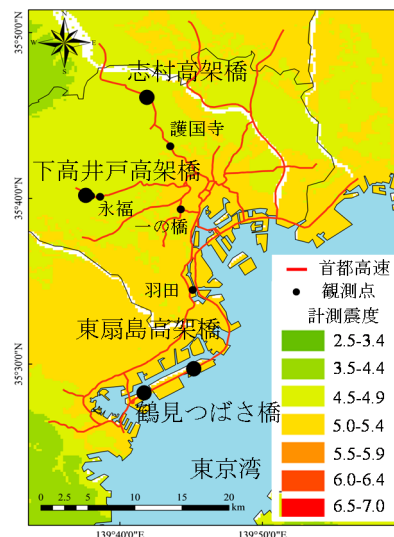 35°50'0"N
N
W
E
S
志村高架橋
護国寺
下高井戸高架橋
35°40'0"N
永福
一の橋
羽田
東扇島高架橋
35°30'0"N
鶴見つばさ橋
東京湾
首都高速
観測点
計測震度
2.5-3.4
3.5-4.4
4.5-4.9
5.0-5.4
5.5-5.9
6.0-6.4
6.5-7.0
0 2.5 5 10 15 20
km
139°40'0"E
139°50'0"E